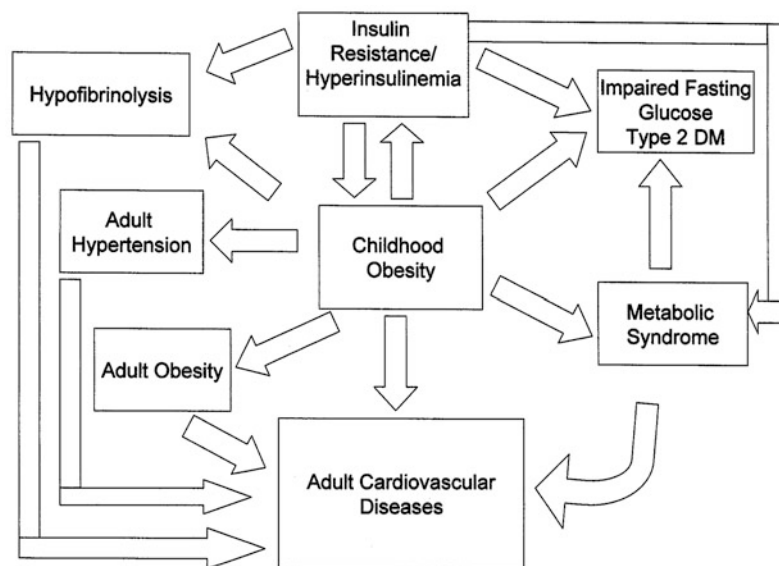 Insulin
Resistance/
Hyperinsulinemia
Hypofibrinolysis
Impaired Fasting
Glucose
Type 2 DM
Adult
Hypertension
Childhood
Obesity
Metabolic
Syndrome
Adult Obesity
Adult Cardiovascular
Diseases